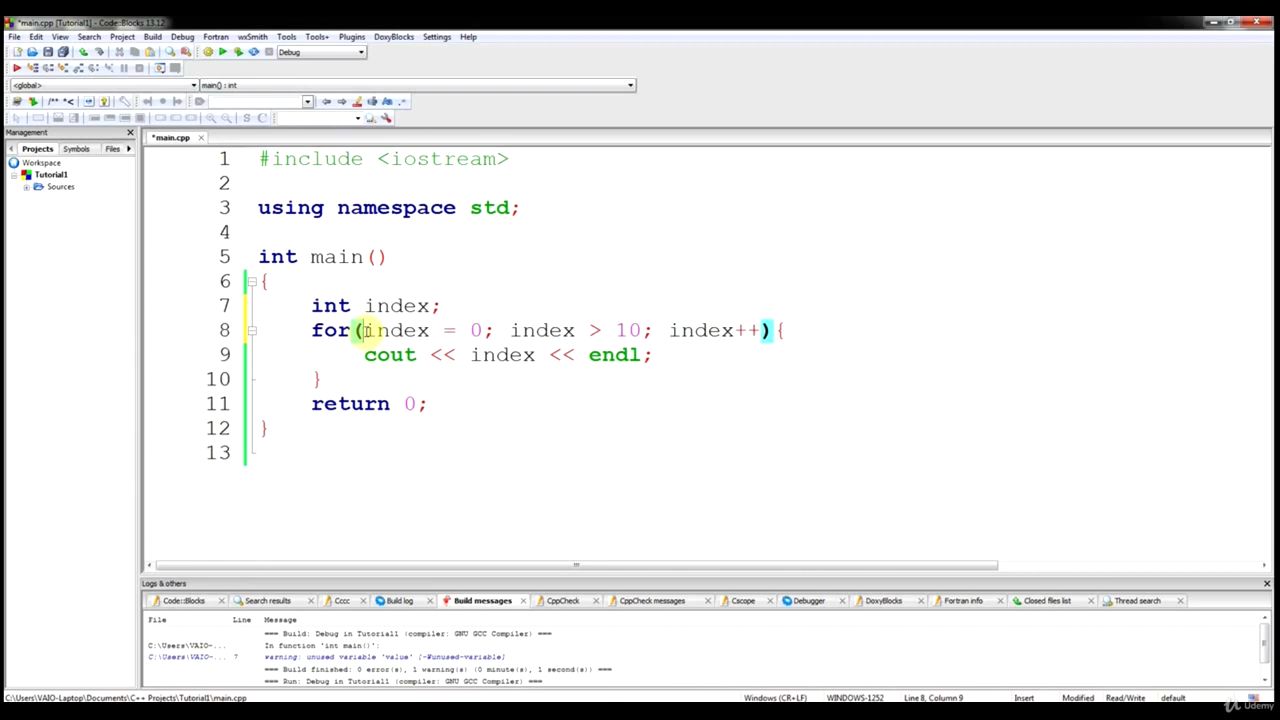 *main.cpp [Tutorial1] - Code::Blocks 13.12
File Edit View Search Project Build Debug Fortran wxSmith Tools Tools+ Plugins DoxyBlocks Settings Help
Debug
<global> main() : int
Management
Projects Symbols Files
*main.cpp
Workspace
Tutorial1
Sources
1 #include <iostream>
2
3 using namespace std;
4
5 int main()
6 {
7 int index;
8 for(index = 0; index > 10; index++){
9 cout << index << endl;
10 }
11 return 0;
12 }
13
Logs & others
Code::Blocks Search results Cccc Build log Build messages CppCheck CppCheck messages Cscope Debugger DoxyBlocks Fortran info Closed files list Thread search
File Line Message
=== Build: Debug in Tutorial1 (compiler: GNU GCC Compiler) ===
C:\Users\VAIO-... In function 'int main()':
C:\Users\VAIO-... 7 warning: unused variable 'value' [-Wunused-variable]
=== Build finished: 0 error(s), 1 warning(s) (0 minute(s), 1 second(s)) ===
=== Run: Debug in Tutorial1 (compiler: GNU GCC Compiler) ===
C:\Users\VAIO-Laptop\Documents\C++ Projects\Tutorial1\main.cpp Windows (CR+LF) WINDOWS-1252 Line 8, Column 9 Insert Modified Read/Write default
Udemy